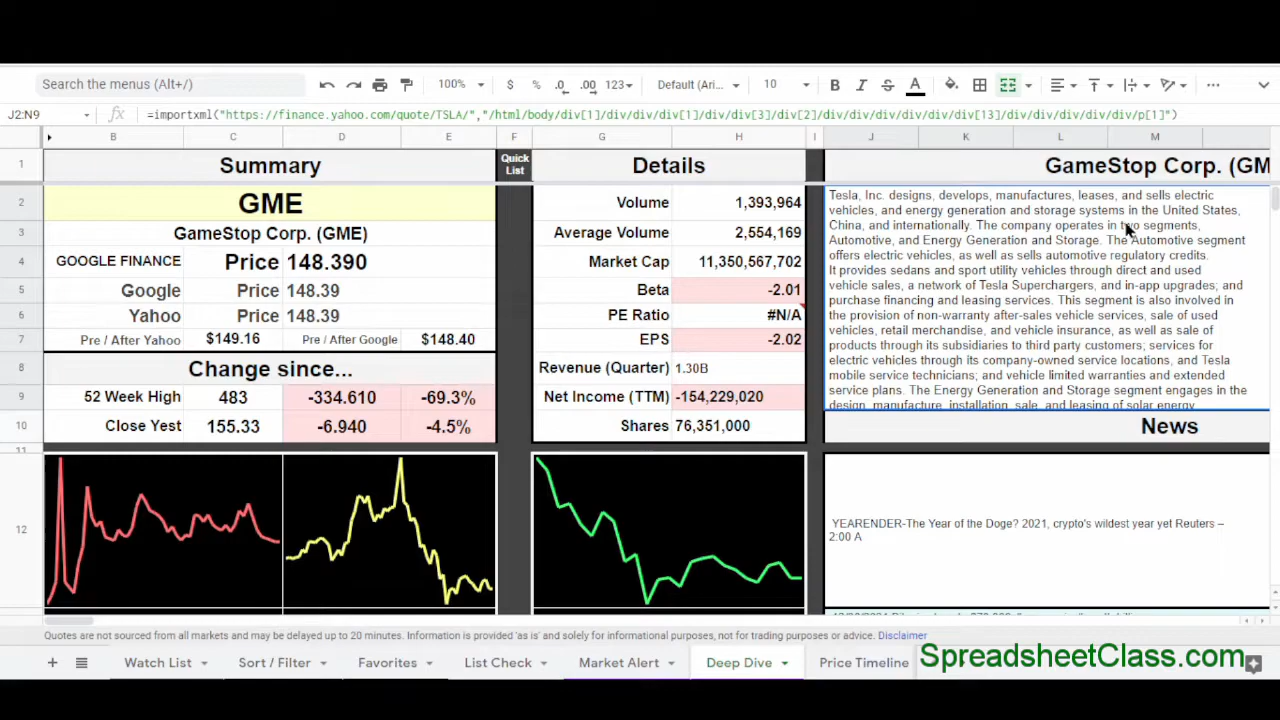 Search the menus (Alt+/)
100%
$ % .0 .00 123
Default (Ari...
10
B I S A
J2:N9
fx
=importxml("https://finance.yahoo.com/quote/TSLA/","/html/body/div[1]/div/div/div[1]/div/div[3]/div[2]/div/div/div/div/div/div[13]/div/div/div/div/div/p[1]")
B C D E F G H I J K L M
1 Summary
Quick
List
Details
GameStop Corp. (GM
2 GME
Volume 1,393,964
3 GameStop Corp. (GME)
Average Volume 2,554,169
4 GOOGLE FINANCE Price 148.390
Market Cap 11,350,567,702
5 Google Price 148.39
Beta -2.01
6 Yahoo Price 148.39
PE Ratio #N/A
7 Pre / After Yahoo $149.16 Pre / After Google $148.40
EPS -2.02
8 Change since...
Revenue (Quarter) 1.30B
9 52 Week High 483 -334.610 -69.3%
Net Income (TTM) -154,229,020
10 Close Yest 155.33 -6.940 -4.5%
Shares 76,351,000
Tesla, Inc. designs, develops, manufactures, leases, and sells electric
vehicles, and energy generation and storage systems in the United States,
China, and internationally. The company operates in two segments,
Automotive, and Energy Generation and Storage. The Automotive segment
offers electric vehicles, as well as sells automotive regulatory credits.
It provides sedans and sport utility vehicles through direct and used
vehicle sales, a network of Tesla Superchargers, and in-app upgrades; and
purchase financing and leasing services. This segment is also involved in
the provision of non-warranty after-sales vehicle services, sale of used
vehicles, retail merchandise, and vehicle insurance, as well as sale of
products through its subsidiaries to third party customers; services for
electric vehicles through its company-owned service locations, and Tesla
mobile service technicians; and vehicle limited warranties and extended
service plans. The Energy Generation and Storage segment engages in the
design, manufacture, installation, sale, and leasing of solar energy
News
11
12
YEARENDER-The Year of the Doge? 2021, crypto's wildest year yet Reuters –
2:00 A
Quotes are not sourced from all markets and may be delayed up to 20 minutes. Information is provided 'as is' and solely for informational purposes, not for trading purposes or advice. Disclaimer
Watch List
Sort / Filter
Favorites
List Check
Market Alert
Deep Dive
Price Timeline
SpreadsheetClass.com